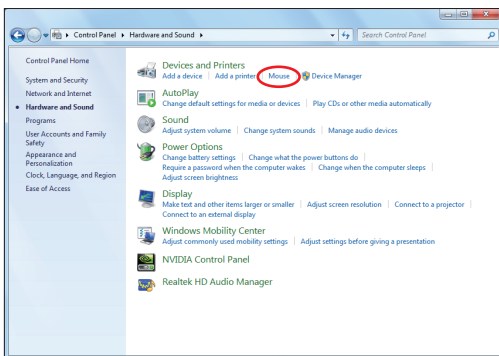 Control Panel ▸ Hardware and Sound ▸
Search Control Panel
Control Panel Home
System and Security
Network and Internet
• Hardware and Sound
Programs
User Accounts and Family
Safety
Appearance and
Personalization
Clock, Language, and Region
Ease of Access
Devices and Printers
Add a device | Add a printer | Mouse | Device Manager
AutoPlay
Change default settings for media or devices | Play CDs or other media automatically
Sound
Adjust system volume | Change system sounds | Manage audio devices
Power Options
Change battery settings | Change what the power buttons do |
Require a password when the computer wakes | Change when the computer sleeps |
Adjust screen brightness
Display
Make text and other items larger or smaller | Adjust screen resolution | Connect to a projector |
Connect to an external display
Windows Mobility Center
Adjust commonly used mobility settings | Adjust settings before giving a presentation
NVIDIA Control Panel
Realtek HD Audio Manager